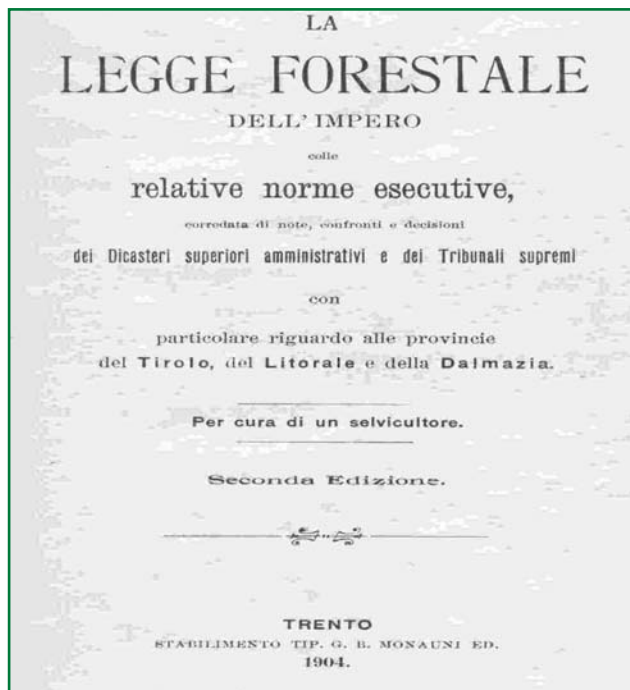 LA
LEGGE FORESTALE
DELL' IMPERO
colle
relative norme esecutive,
corredata di note, confronti e decisioni
dei Dicasteri superiori amministrativi e dei Tribunali supremi
con
particolare riguardo alle provincie
del Tirolo, del Litorale e della Dalmazia.
Per cura di un selvicultore.
Seconda Edizione.
TRENTO
STABILIMENTO TIP. G. B. MONAUNI ED.
1904.